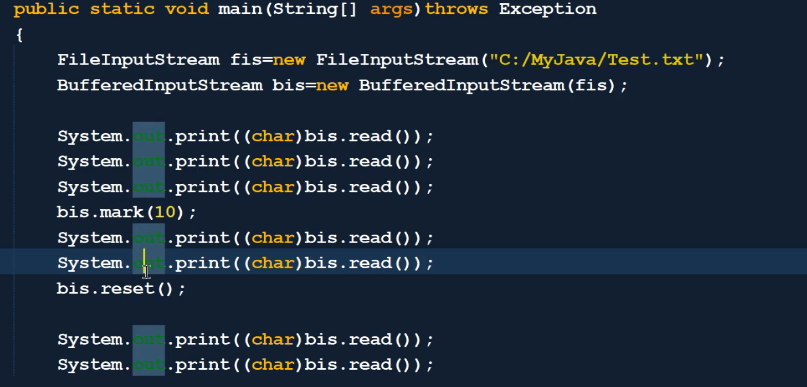 public static void main(String[] args)throws Exception
{
FileInputStream fis=new FileInputStream("C:/MyJava/Test.txt");
BufferedInputStream bis=new BufferedInputStream(fis);
System.out.print((char)bis.read());
System.out.print((char)bis.read());
System.out.print((char)bis.read());
bis.mark(10);
System.out.print((char)bis.read());
System.out.print((char)bis.read());
bis.reset();
System.out.print((char)bis.read());
System.out.print((char)bis.read());